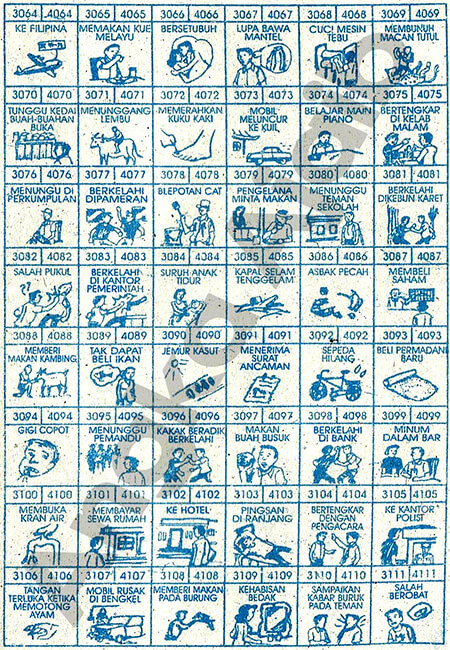 3064 4064
KE FILIPINA
3065 4065
MEMAKAN KUE
MELAYU
3066 4066
BERSETUBUH
3067 4067
LUPA BAWA
MANTEL
3068 4068
CUCI MESIN
TEBU
3069 4069
MEMBUNUH
MACAN TUTUL
3070 4070
TUNGGU KEDAI
BUAH-BUAHAN
BUKA
3071 4071
MENUNGGANG
LEMBU
3072 4072
MEMERAHKAN
KUKU KAKI
3073 4073
MOBIL
MELUNCUR
KE KUIL
3074 4074
BELAJAR MAIN
PIANO
3075 4075
BERTENGKAR
DI KELAB
MALAM
3076 4076
MENUNGU DI
PERKUMPULAN
3077 4077
BERKELAHI
DIPAMERAN
3078 4078
BLEPOTAN CAT
3079 4079
PENGELANA
MINTA MAKAN
3080 4080
MENUNGGU
TEMAN
SEKOLAH
3081 4081
BERKELAHI
DIKEBUN KARET
3082 4082
SALAH PUKUL
3083 4083
BERKELAHI
DI KANTOR
PEMERINTAH
3084 4084
SURUH ANAK
TIDUR
3085 4085
KAPAL SELAM
TENGGELAM
3086 4086
ASBAK PECAH
3087 4087
MEMBELI
SAHAM
3088 4088
MEMBERI
MAKAN KAMBING
3089 4089
TAK DAPAT
BELI IKAN
3090 4090
JEMUR KASUT
3091 4091
MENERIMA
SURAT
ANCAMAN
3092 4092
SEPEDA
HILANG
3093 4093
BELI PERMADANI
BARU
3094 4094
GIGI COPOT
3095 4095
MENUNGGU
PEMANDU
3096 4096
KAKAK BERADIK
BERKELAHI
3097 4097
MAKAN
BUAH BUSUK
3098 4098
BERKELAHI
DI BANK
3099 4099
MINUM
DALAM BAR
3100 4100
MEMBUKA
KRAN AIR
3101 4101
MEMBAYAR
SEWA RUMAH
3102 4102
KE HOTEL
3103 4103
PINGSAN
DI RANJANG
3104 4104
BERTENGKAR
DENGAN
PENGACARA
3105 4105
KE KANTOR
POLISI
3106 4106
TANGAN
TERLUKA KETIKA
MEMOTONG
AYAM
3107 4107
MOBIL RUSAK
DI BENGKEL
3108 4108
MEMBERI MAKAN
PADA BURUNG
3109 4109
KEHABISAN
BEDAK
3110 4110
SAMPAIKAN
KABAR BURUK
PADA TEMAN
3111 4111
SALAH
BEROBAT